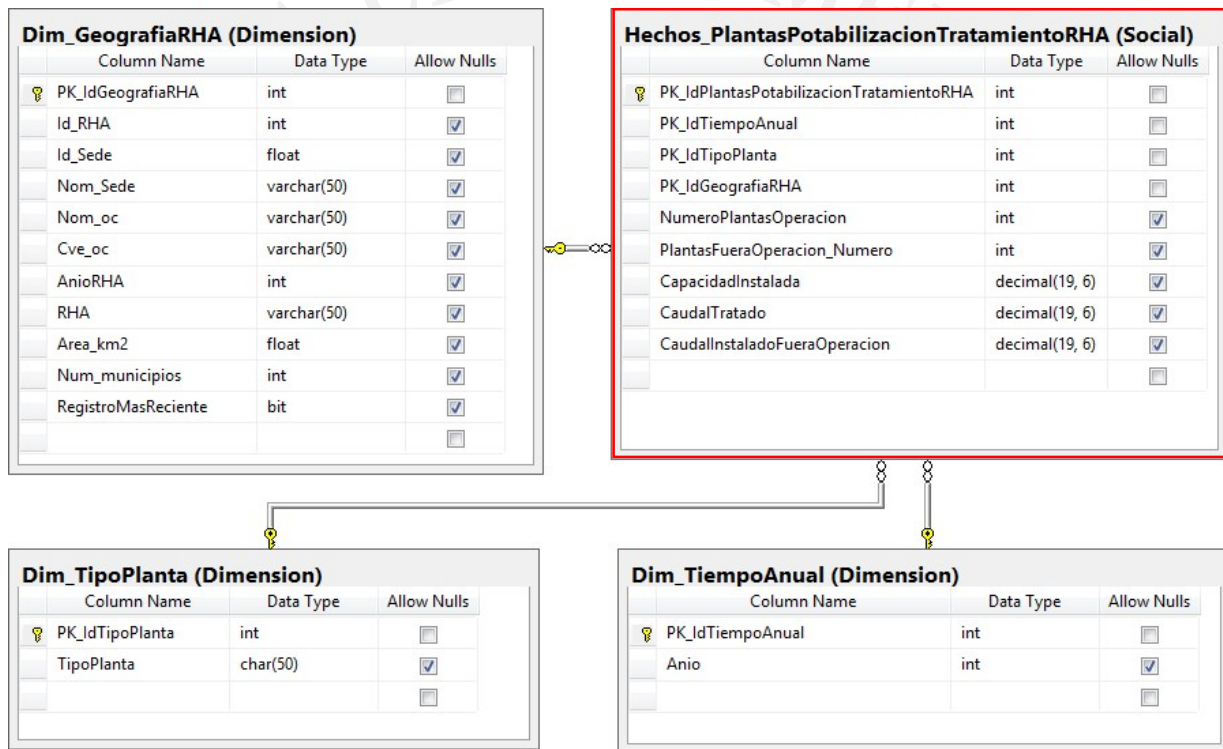 Dim_GeografiaRHA (Dimension)
Column Name Data Type Allow Nulls
PK_IdGeografiaRHA int
Id_RHA int
Id_Sede float
Nom_Sede varchar(50)
Nom_oc varchar(50)
Cve_oc varchar(50)
AnioRHA int
RHA varchar(50)
Area_km2 float
Num_municipios int
RegistroMasReciente bit
Hechos_PlantasPotabilizacionTratamientoRHA (Social)
Column Name Data Type Allow Nulls
PK_IdPlantasPotabilizacionTratamientoRHA int
PK_IdTiempoAnual int
PK_IdTipoPlanta int
PK_IdGeografiaRHA int
NumeroPlantasOperacion int
PlantasFueraOperacion_Numero int
CapacidadInstalada decimal(19, 6)
CaudalTratado decimal(19, 6)
CaudalInstaladoFueraOperacion decimal(19, 6)
Dim_TipoPlanta (Dimension)
Column Name Data Type Allow Nulls
PK_IdTipoPlanta int
TipoPlanta char(50)
Dim_TiempoAnual (Dimension)
Column Name Data Type Allow Nulls
PK_IdTiempoAnual int
Anio int